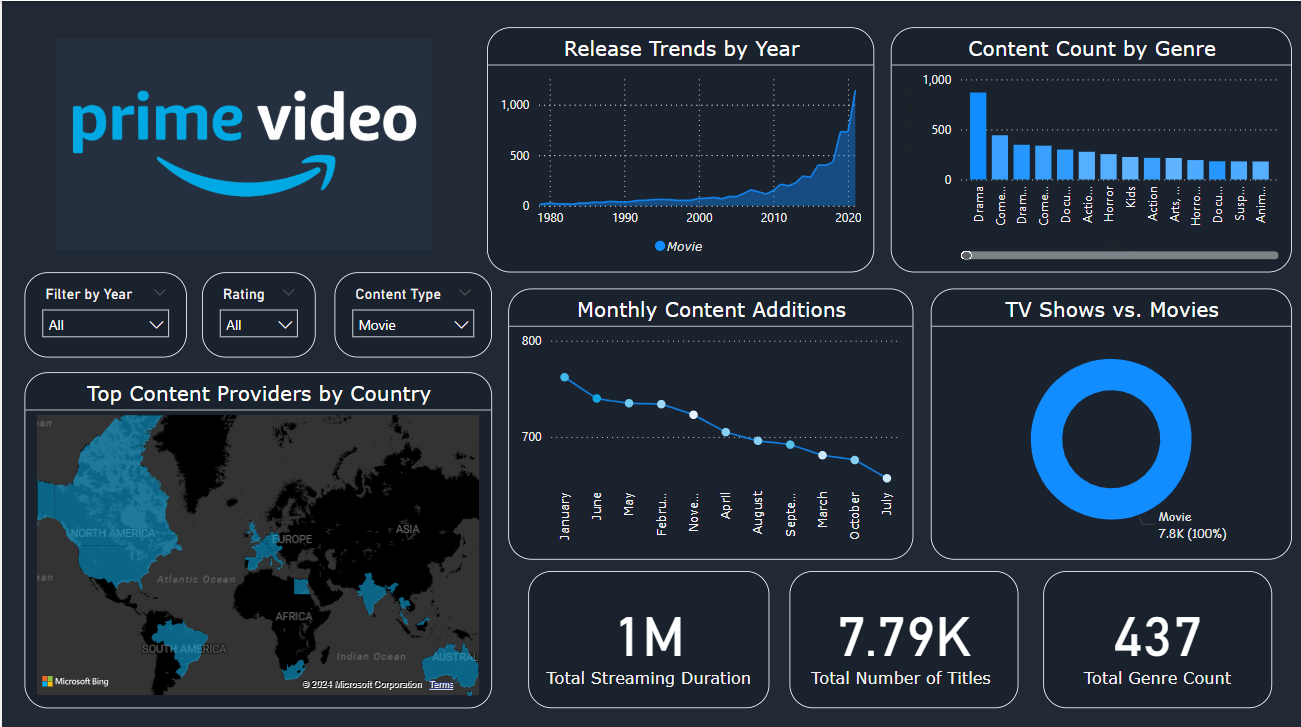 prime video
Release Trends by Year
1,000
500
0
1980 1990 2000 2010 2020
Movie
Content Count by Genre
1,000
500
0
Drama
Come...
Dram...
Come...
Docu...
Actio...
Horror
Kids
Action
Arts, ...
Horro...
Docu...
Susp...
Anim...
Filter by Year
All
Rating
All
Content Type
Movie
Top Content Providers by Country
NORTH AMERICA
EUROPE
ASIA
Atlantic Ocean
AFRICA
SOUTH AMERICA
Indian Ocean
AUSTRAL
Microsoft Bing
© 2024 Microsoft Corporation Terms
Monthly Content Additions
800
700
January
June
May
Febru...
Nove...
April
August
Septe...
March
October
July
TV Shows vs. Movies
Movie
7.8K (100%)
1M
Total Streaming Duration
7.79K
Total Number of Titles
437
Total Genre Count